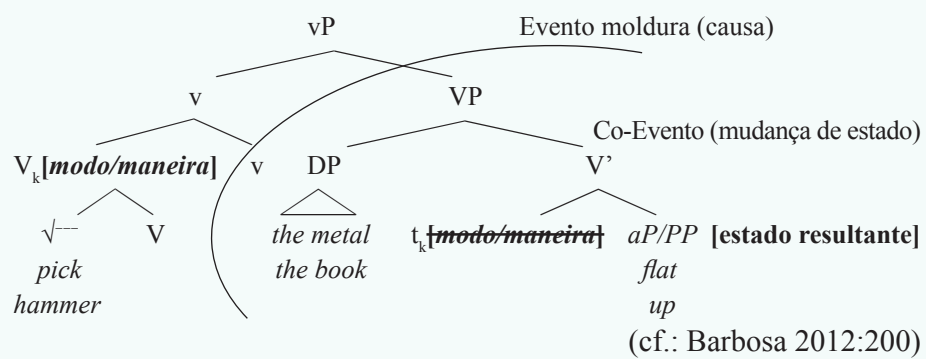 vP Evento moldura (causa)
v VP
Co-Evento (mudança de estado)
Vk[modo/maneira] v DP V’
√--- V the metal tk[modo/maneira] aP/PP [estado resultante]
pick the book flat
hammer up
(cf.: Barbosa 2012:200)